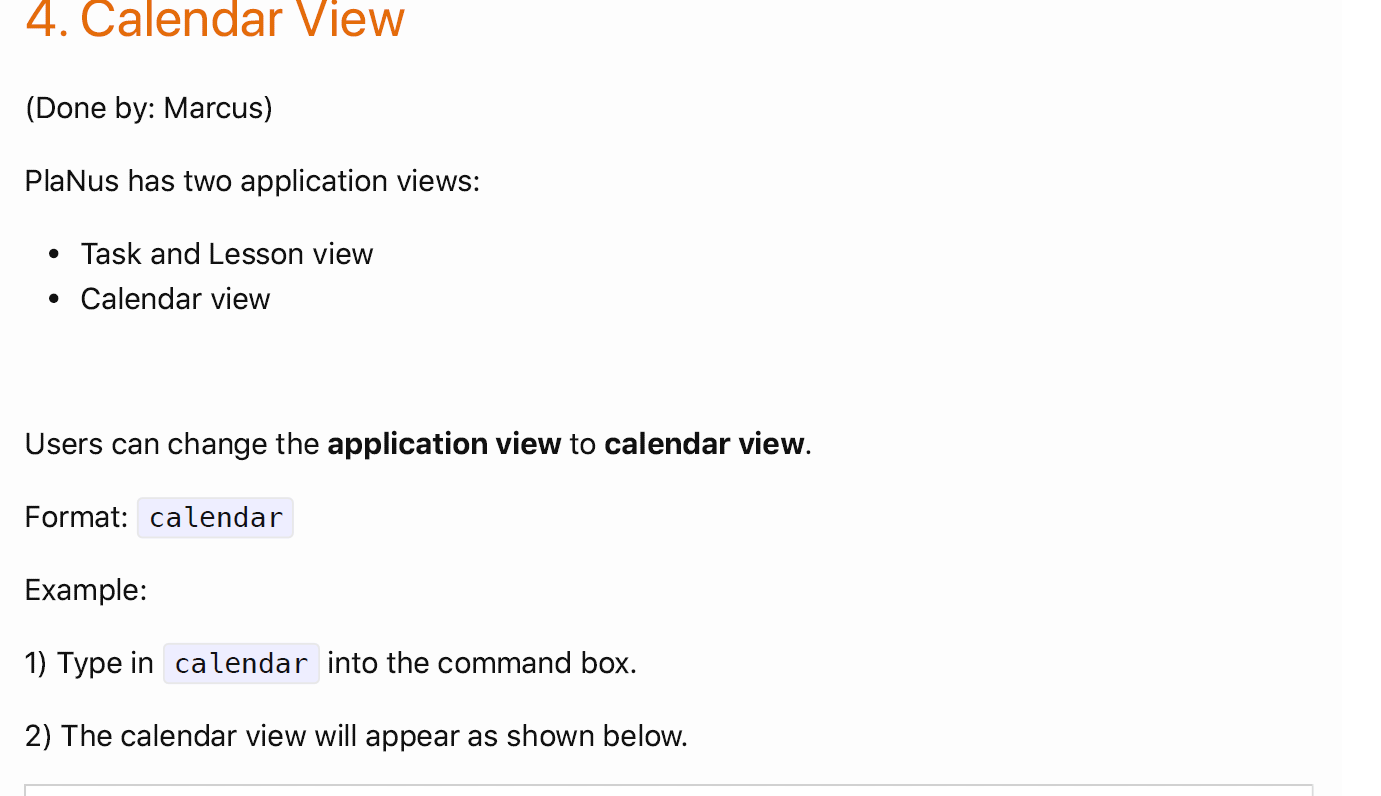 4. Calendar View
(Done by: Marcus)
PlaNus has two application views:
• Task and Lesson view
• Calendar view
Users can change the application view to calendar view.
Format: calendar
Example:
1) Type in calendar into the command box.
2) The calendar view will appear as shown below.